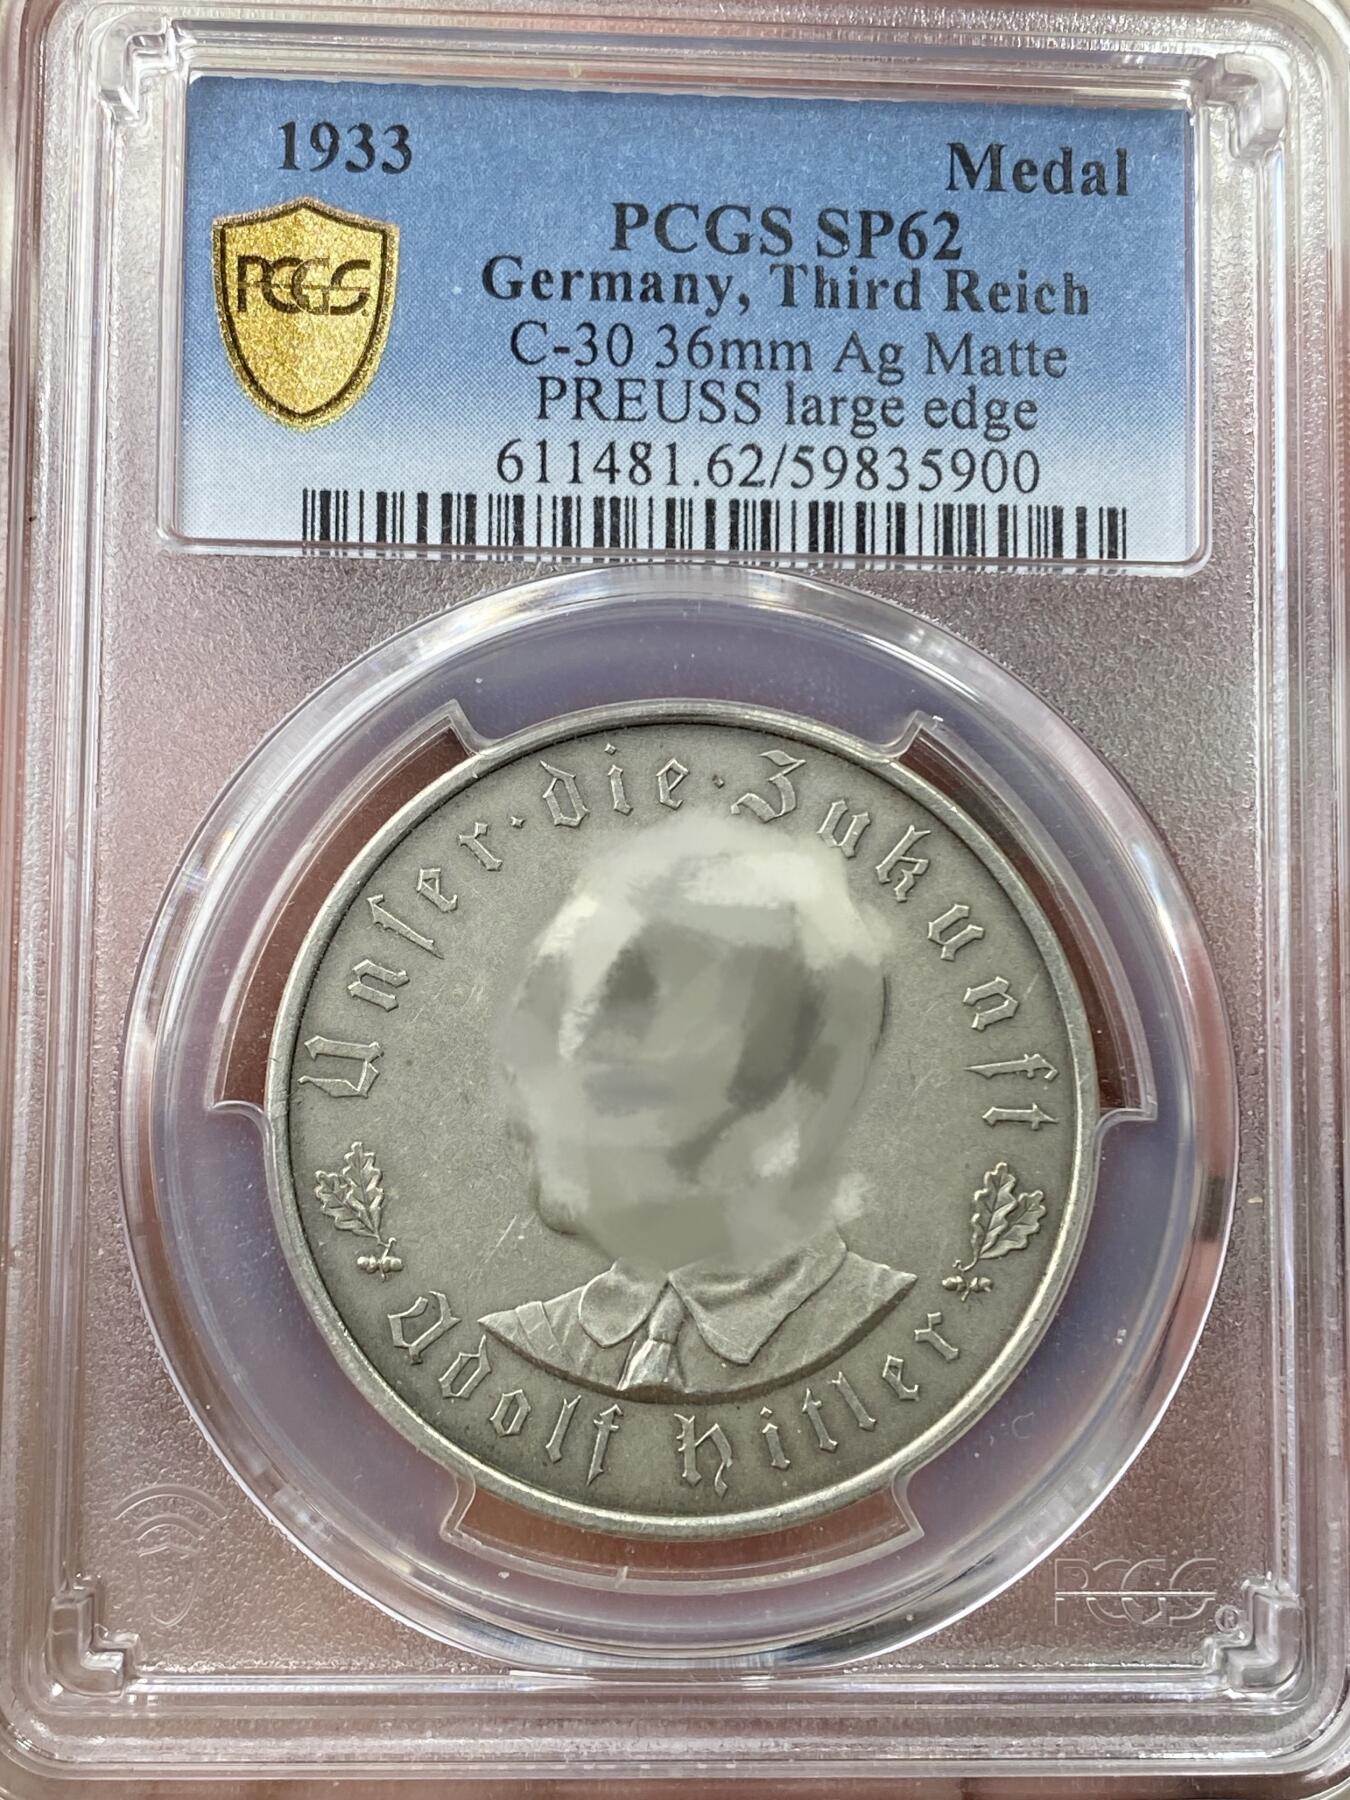 1933
Medal
PCGS SP62
PCGS
Germany, Third Reich
C-30 36mm Ag Matte
PREUSS large edge
611481.62/59835900
Unſer · die · Zukunft
Adolf Hitler
PCGS®